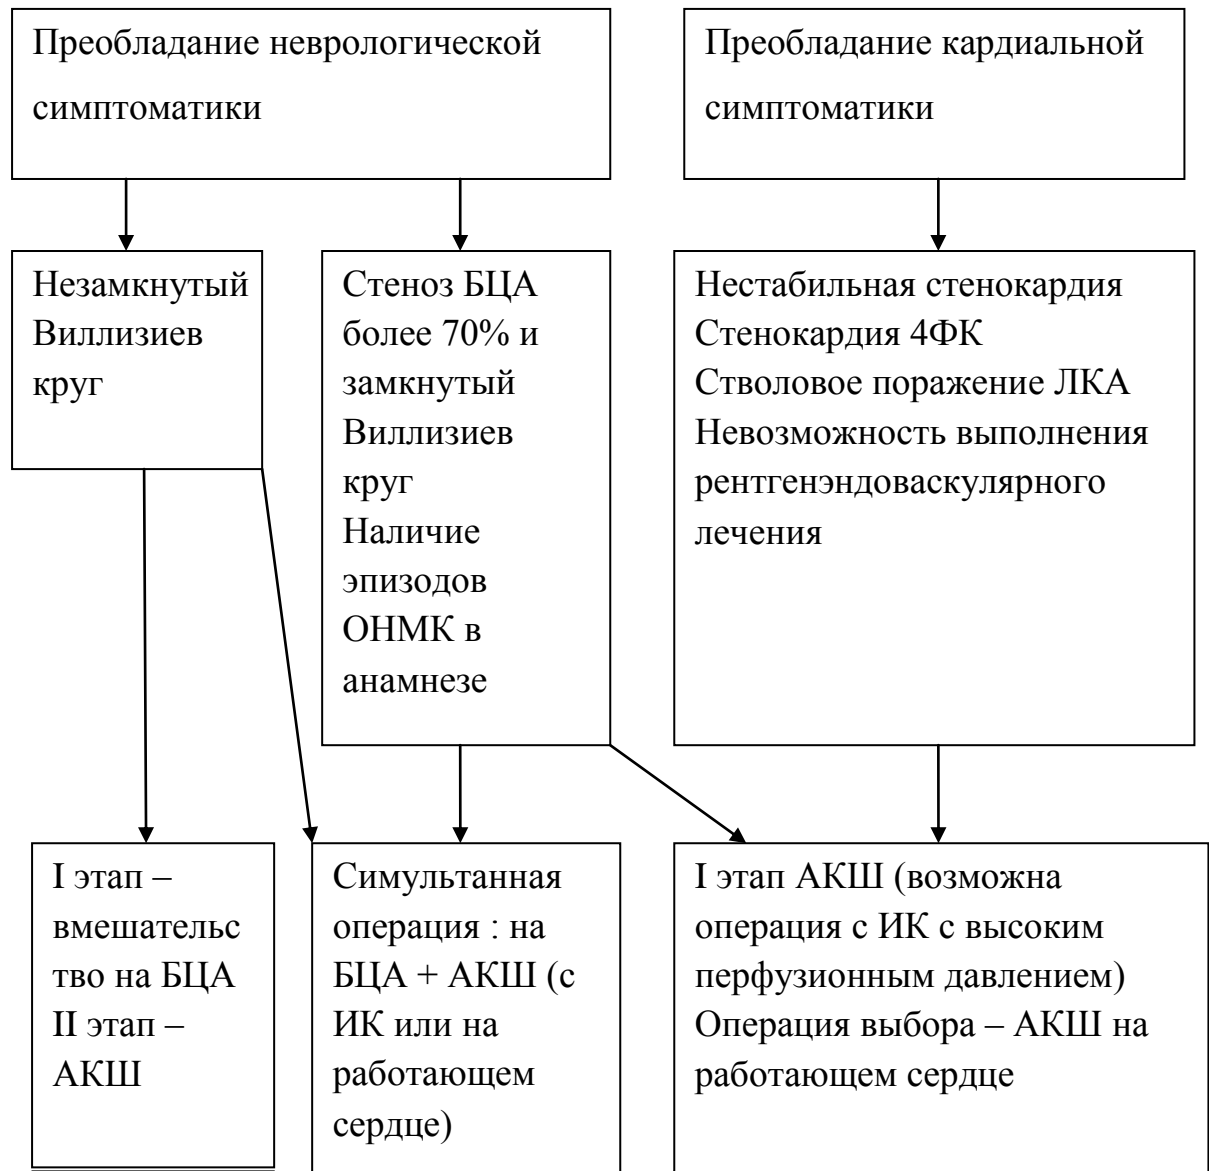 Преобладание неврологической
симптоматики
Преобладание кардиальной
симптоматики
Незамкнутый
Виллизиев
круг
Стеноз БЦА
более 70% и
замкнутый
Виллизиев
круг
Наличие
эпизодов
ОНМК в
анамнезе
Нестабильная стенокардия
Стенокардия 4ФК
Стволовое поражение ЛКА
Невозможность выполнения
рентгенэндоваскулярного
лечения
I этап –
вмешательс
тво на БЦА
II этап –
АКШ
Симультанная
операция : на
БЦА + АКШ (с
ИК или на
работающем
сердце)
I этап АКШ (возможна
операция с ИК с высоким
перфузионным давлением)
Операция выбора – АКШ на
работающем сердце